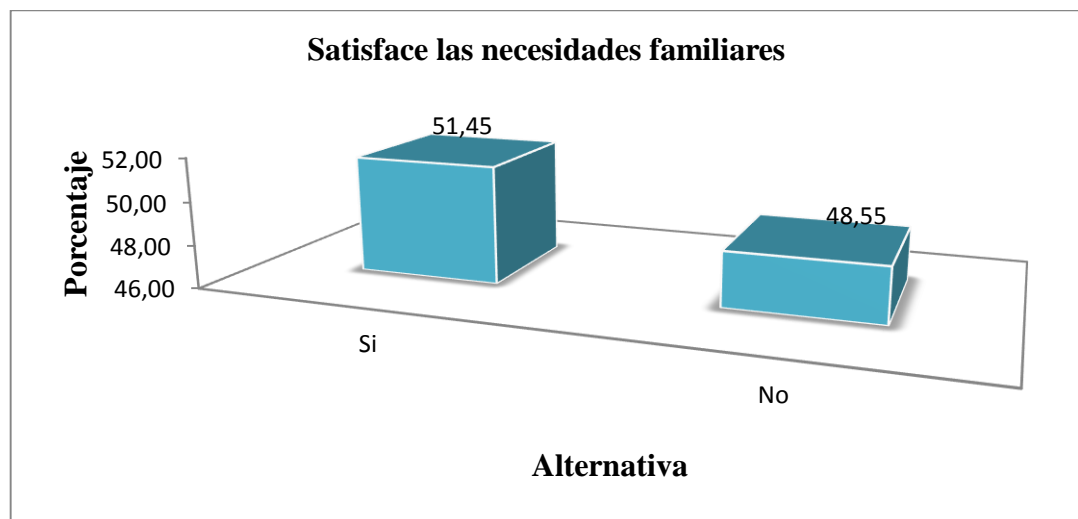 Satisface las necesidades familiares
51,45
48,55
52,00
50,00
48,00
46,00
Porcentaje
Si
No
Alternativa